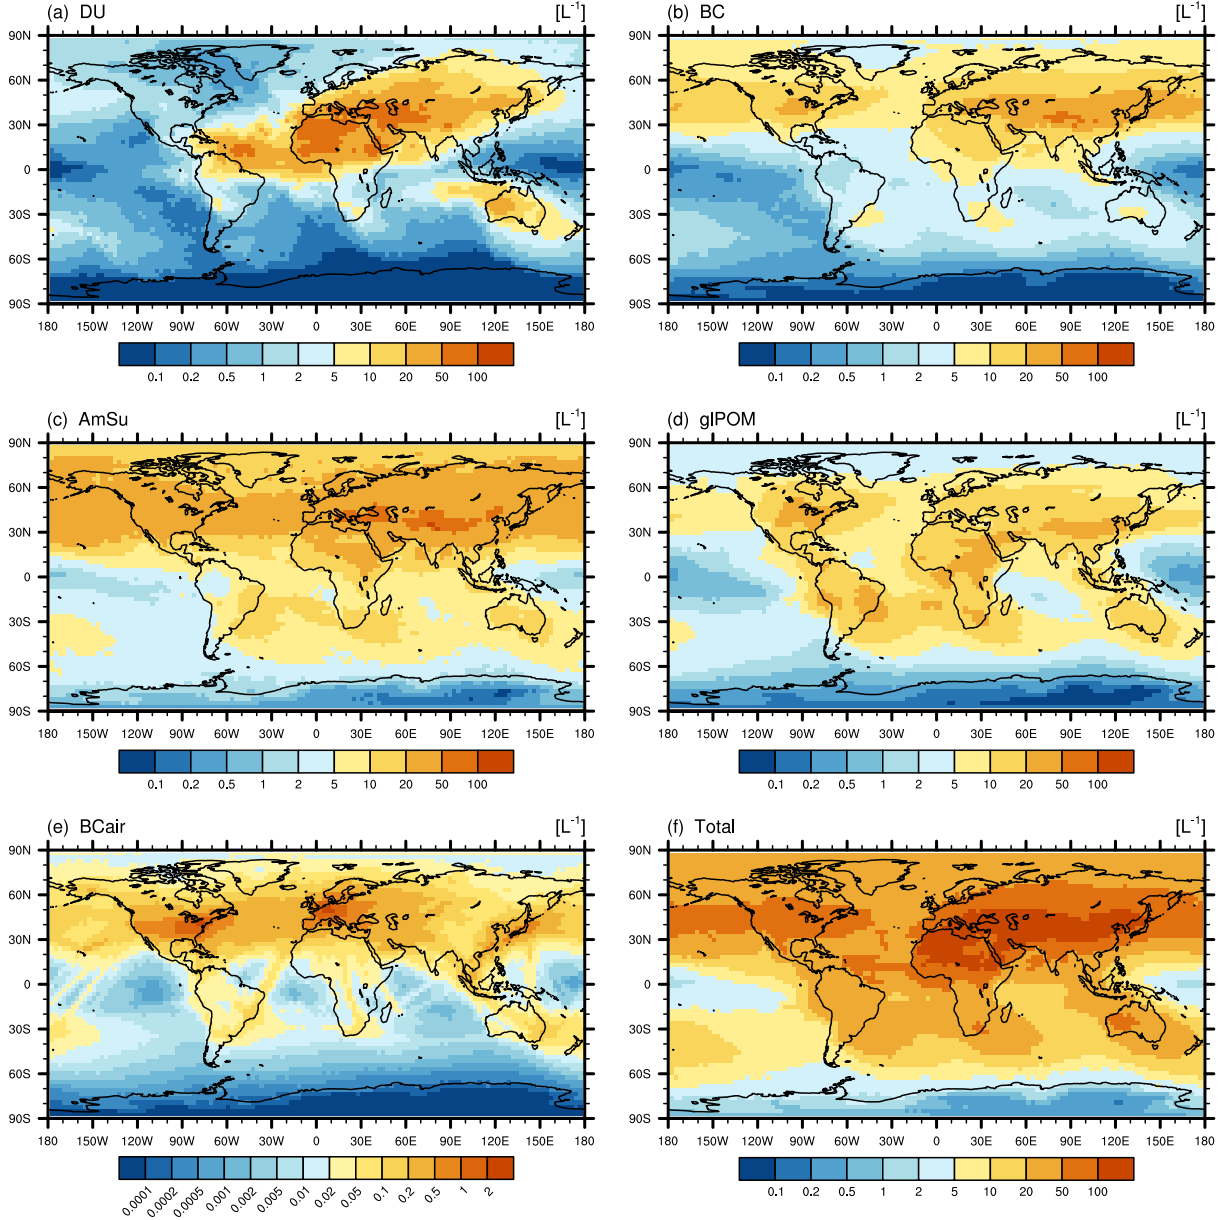 (a) DU [L⁻¹]
90N
60N
30N
0
30S
60S
90S
180 150W 120W 90W 60W 30W 0 30E 60E 90E 120E 150E 180
0.1 0.2 0.5 1 2 5 10 20 50 100
(b) BC [L⁻¹]
90N
60N
30N
0
30S
60S
90S
180 150W 120W 90W 60W 30W 0 30E 60E 90E 120E 150E 180
0.1 0.2 0.5 1 2 5 10 20 50 100
(c) AmSu [L⁻¹]
90N
60N
30N
0
30S
60S
90S
180 150W 120W 90W 60W 30W 0 30E 60E 90E 120E 150E 180
0.1 0.2 0.5 1 2 5 10 20 50 100
(d) glPOM [L⁻¹]
90N
60N
30N
0
30S
60S
90S
180 150W 120W 90W 60W 30W 0 30E 60E 90E 120E 150E 180
0.1 0.2 0.5 1 2 5 10 20 50 100
(e) BCair [L⁻¹]
90N
60N
30N
0
30S
60S
90S
180 150W 120W 90W 60W 30W 0 30E 60E 90E 120E 150E 180
0.0001 0.0002 0.0005 0.001 0.002 0.005 0.01 0.02 0.05 0.1 0.2 0.5 1 2
(f) Total [L⁻¹]
90N
60N
30N
0
30S
60S
90S
180 150W 120W 90W 60W 30W 0 30E 60E 90E 120E 150E 180
0.1 0.2 0.5 1 2 5 10 20 50 100